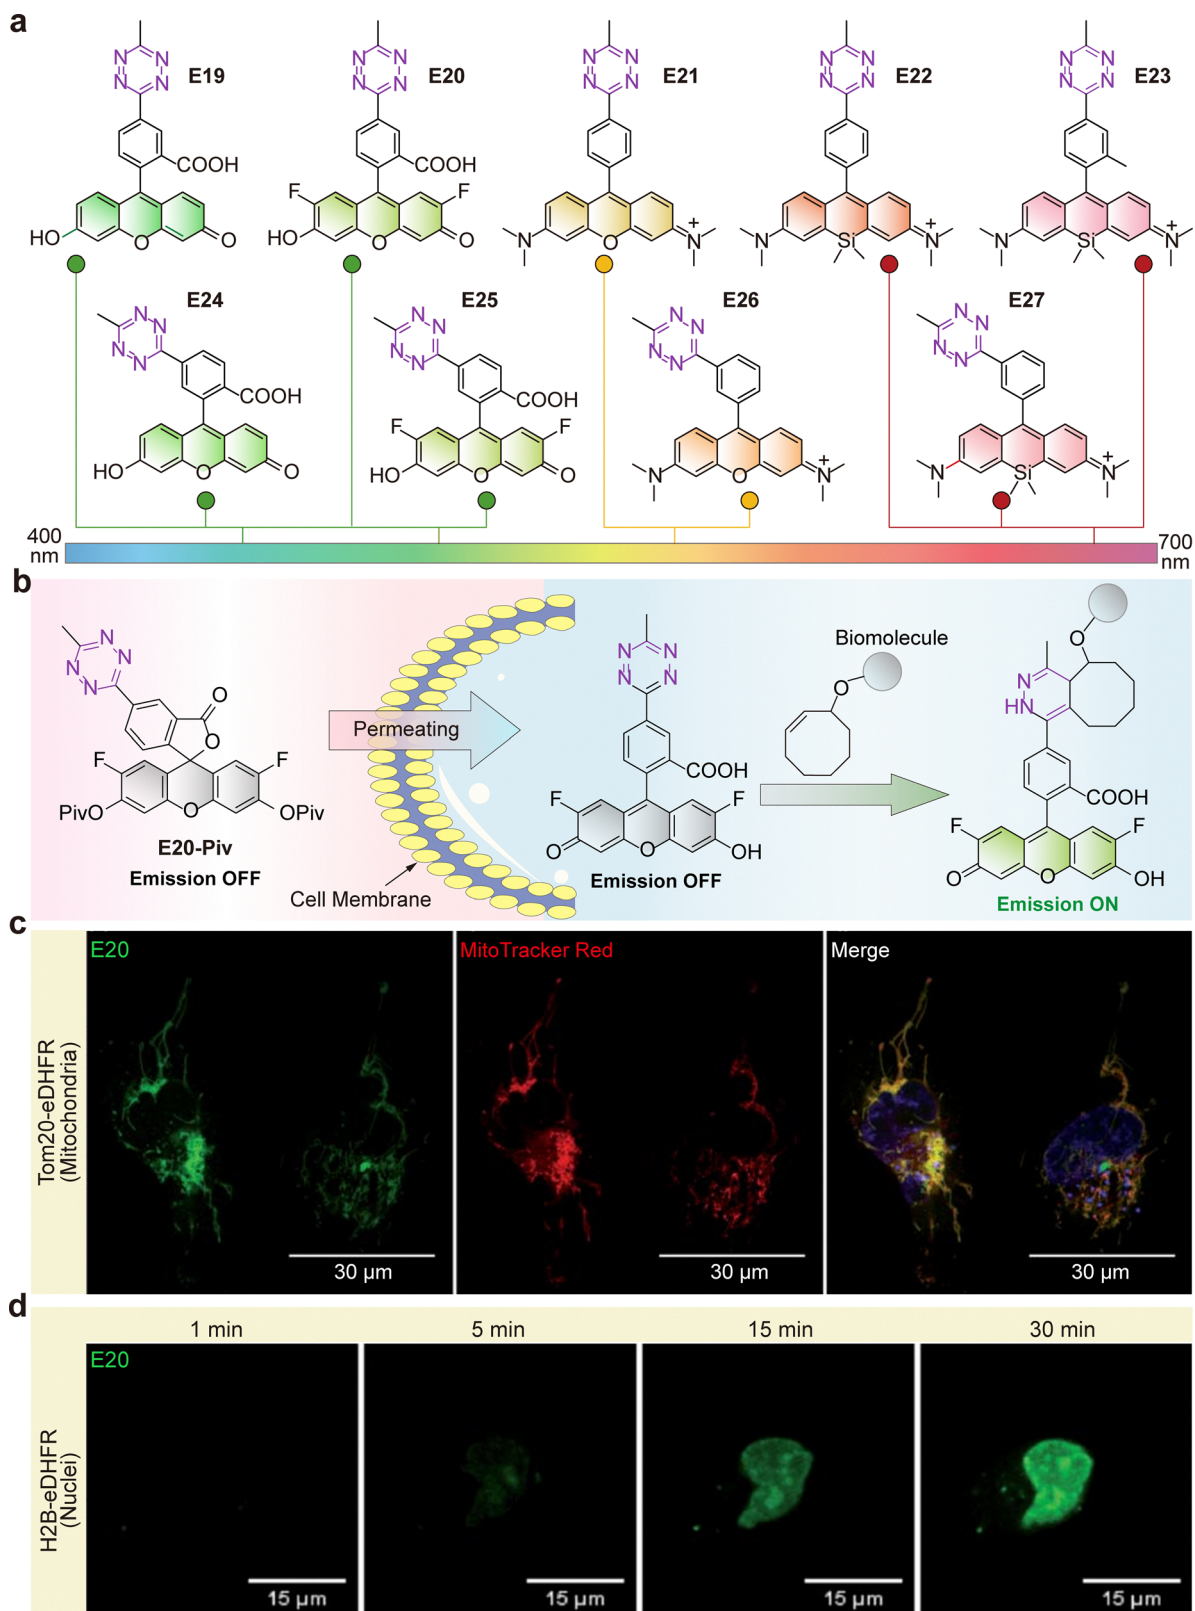 a
E19
E20
E21
E22
E23
N N N N
N N N N
N N N N
N N N N
N N N N
COOH
COOH
HO O O
F F
HO O O
N O N +
N Si N +
N Si N +
E24
E25
E26
E27
N N N N
N N N N
N N N N
N N N N
COOH
COOH
HO O O
F F
HO O O
N O N +
N Si N +
400 nm
700 nm
b
N N N N
O
O
F F
PivO O OPiv
E20-Piv
Emission OFF
Permeating
Cell Membrane
N N N N
COOH
F F
O O OH
Emission OFF
Biomolecule
O
O
N
HN
COOH
F F
O O OH
Emission ON
c
Tom20-eDHFR
(Mitochondria)
E20
MitoTracker Red
Merge
30 μm
30 μm
30 μm
d
1 min
5 min
15 min
30 min
H2B-eDHFR
(Nuclei)
E20
15 μm
15 μm
15 μm
15 μm